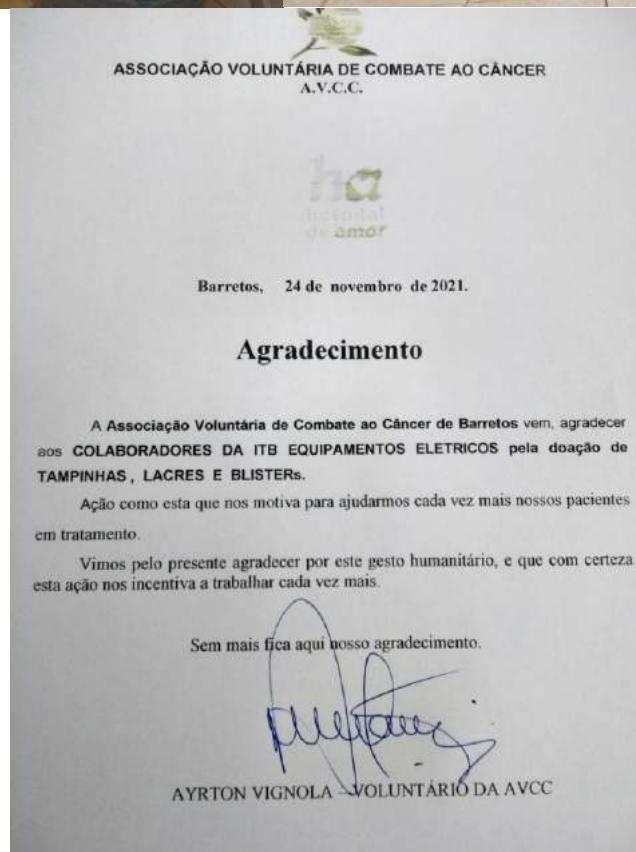 ASSOCIAÇÃO VOLUNTÁRIA DE COMBATE AO CÂNCER
A.V.C.C.
ha
hospital
de amor
Barretos, 24 de novembro de 2021.
Agradecimento
A Associação Voluntária de Combate ao Câncer de Barretos vem, agradecer
aos COLABORADORES DA ITB EQUIPAMENTOS ELETRICOS pela doação de
TAMPINHAS , LACRES E BLISTERs.
Ação como esta que nos motiva para ajudarmos cada vez mais nossos pacientes
em tratamento.
Vimos pelo presente agradecer por este gesto humanitário, e que com certeza
esta ação nos incentiva a trabalhar cada vez mais.
Sem mais fica aqui nosso agradecimento.
AYRTON VIGNOLA – VOLUNTÁRIO DA AVCC